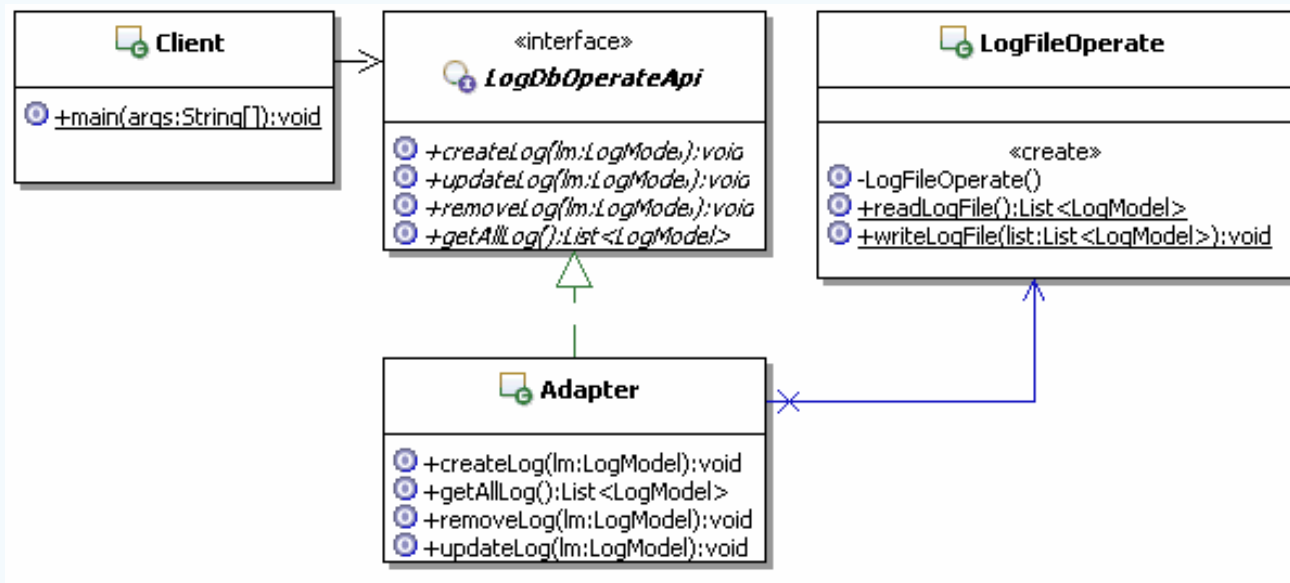 Client
+main(args:String[]):void
«interface»
LogDbOperateApi
+createLog(lm:LogModel):void
+updateLog(lm:LogModel):void
+removeLog(lm:LogModel):void
+getAllLog():List<LogModel>
LogFileOperate
«create»
-LogFileOperate()
+readLogFile():List<LogModel>
+writeLogFile(list:List<LogModel>):void
Adapter
+createLog(lm:LogModel):void
+getAllLog():List<LogModel>
+removeLog(lm:LogModel):void
+updateLog(lm:LogModel):void